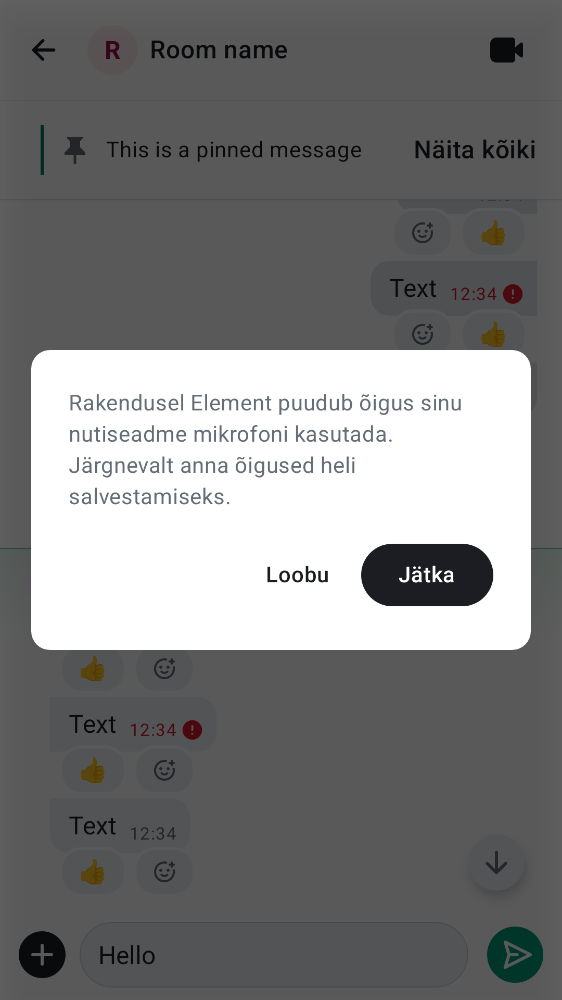 R Room name
This is a pinned message Näita kõiki
Text 12:34
Rakendusel Element puudub õigus sinu
nutiseadme mikrofoni kasutada.
Järgnevalt anna õigused heli
salvestamiseks.
Loobu Jätka
Text 12:34
Text 12:34
Hello